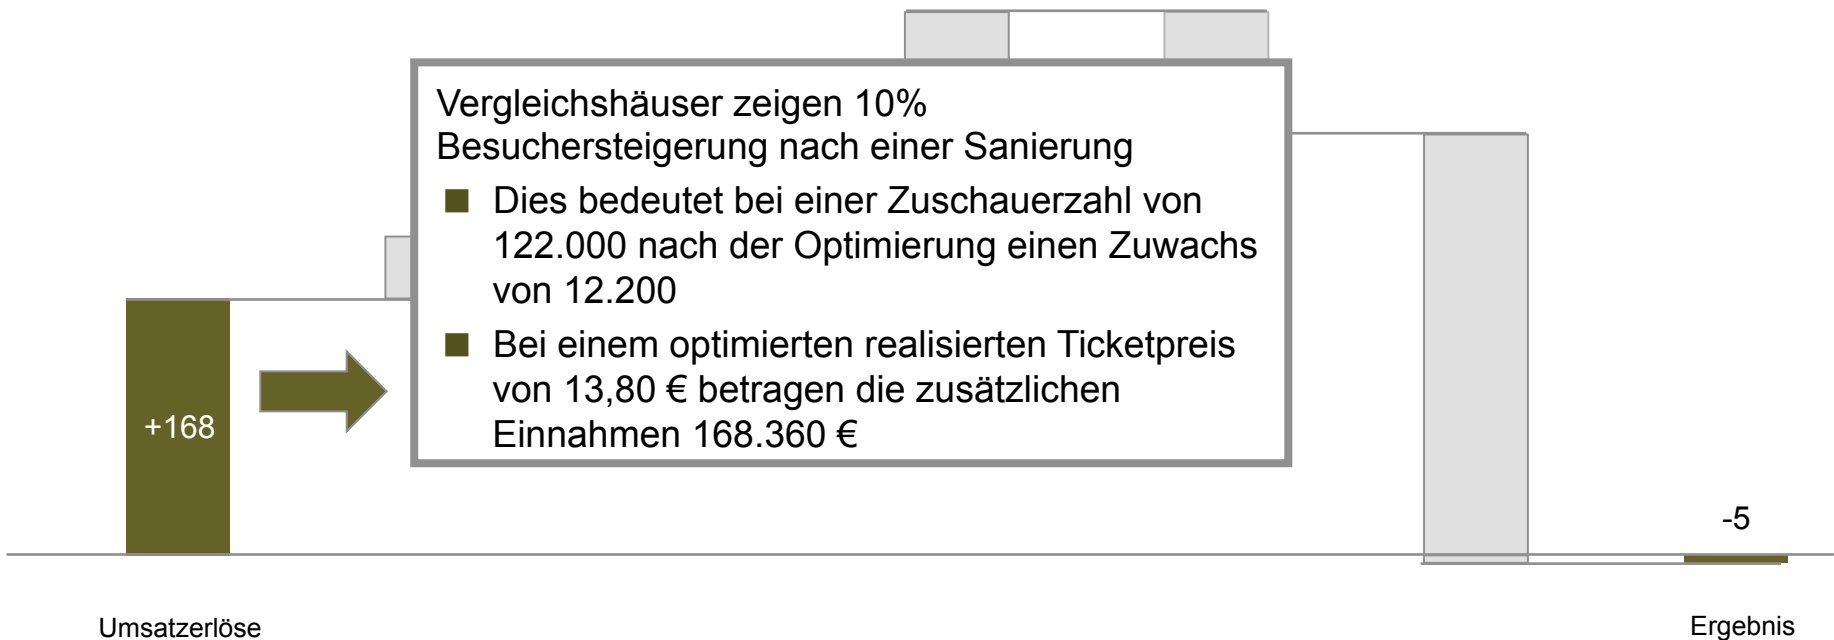 Vergleichshäuser zeigen 10%
Besuchersteigerung nach einer Sanierung
Dies bedeutet bei einer Zuschauerzahl von
122.000 nach der Optimierung einen Zuwachs
von 12.200
Bei einem optimierten realisierten Ticketpreis
von 13,80 € betragen die zusätzlichen
Einnahmen 168.360 €
+168
-5
Umsatzerlöse
Ergebnis